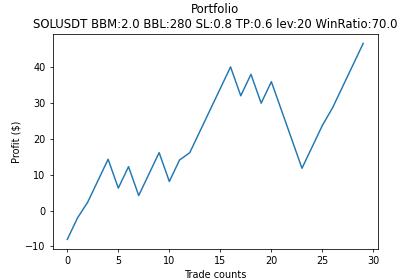 Portfolio
SOLUSDT BBM:2.0 BBL:280 SL:0.8 TP:0.6 lev:20 WinRatio:70.0
40
30
20
10
0
−10
Profit ($)
0 5 10 15 20 25 30
Trade counts